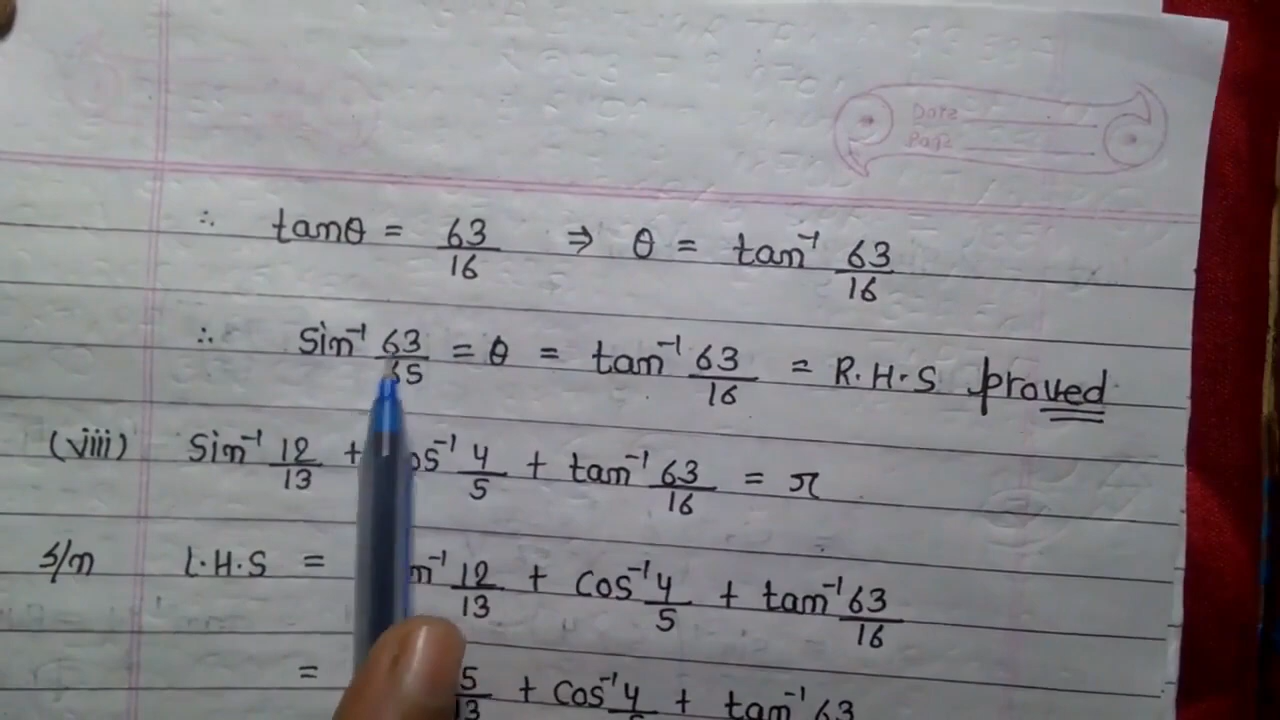 Date
Page
∴ tanθ = 63/16 ⇒ θ = tan⁻¹ 63/16
∴ Sin⁻¹ 63/65 = θ = tan⁻¹ 63/16 = R.H.S proved
(viii) Sin⁻¹ 12/13 + cos⁻¹ 4/5 + tan⁻¹ 63/16 = π
S/n L.H.S = Sin⁻¹ 12/13 + Cos⁻¹ 4/5 + tan⁻¹ 63/16
= 5/13 + Cos⁻¹ 4/5 + tan⁻¹ 63